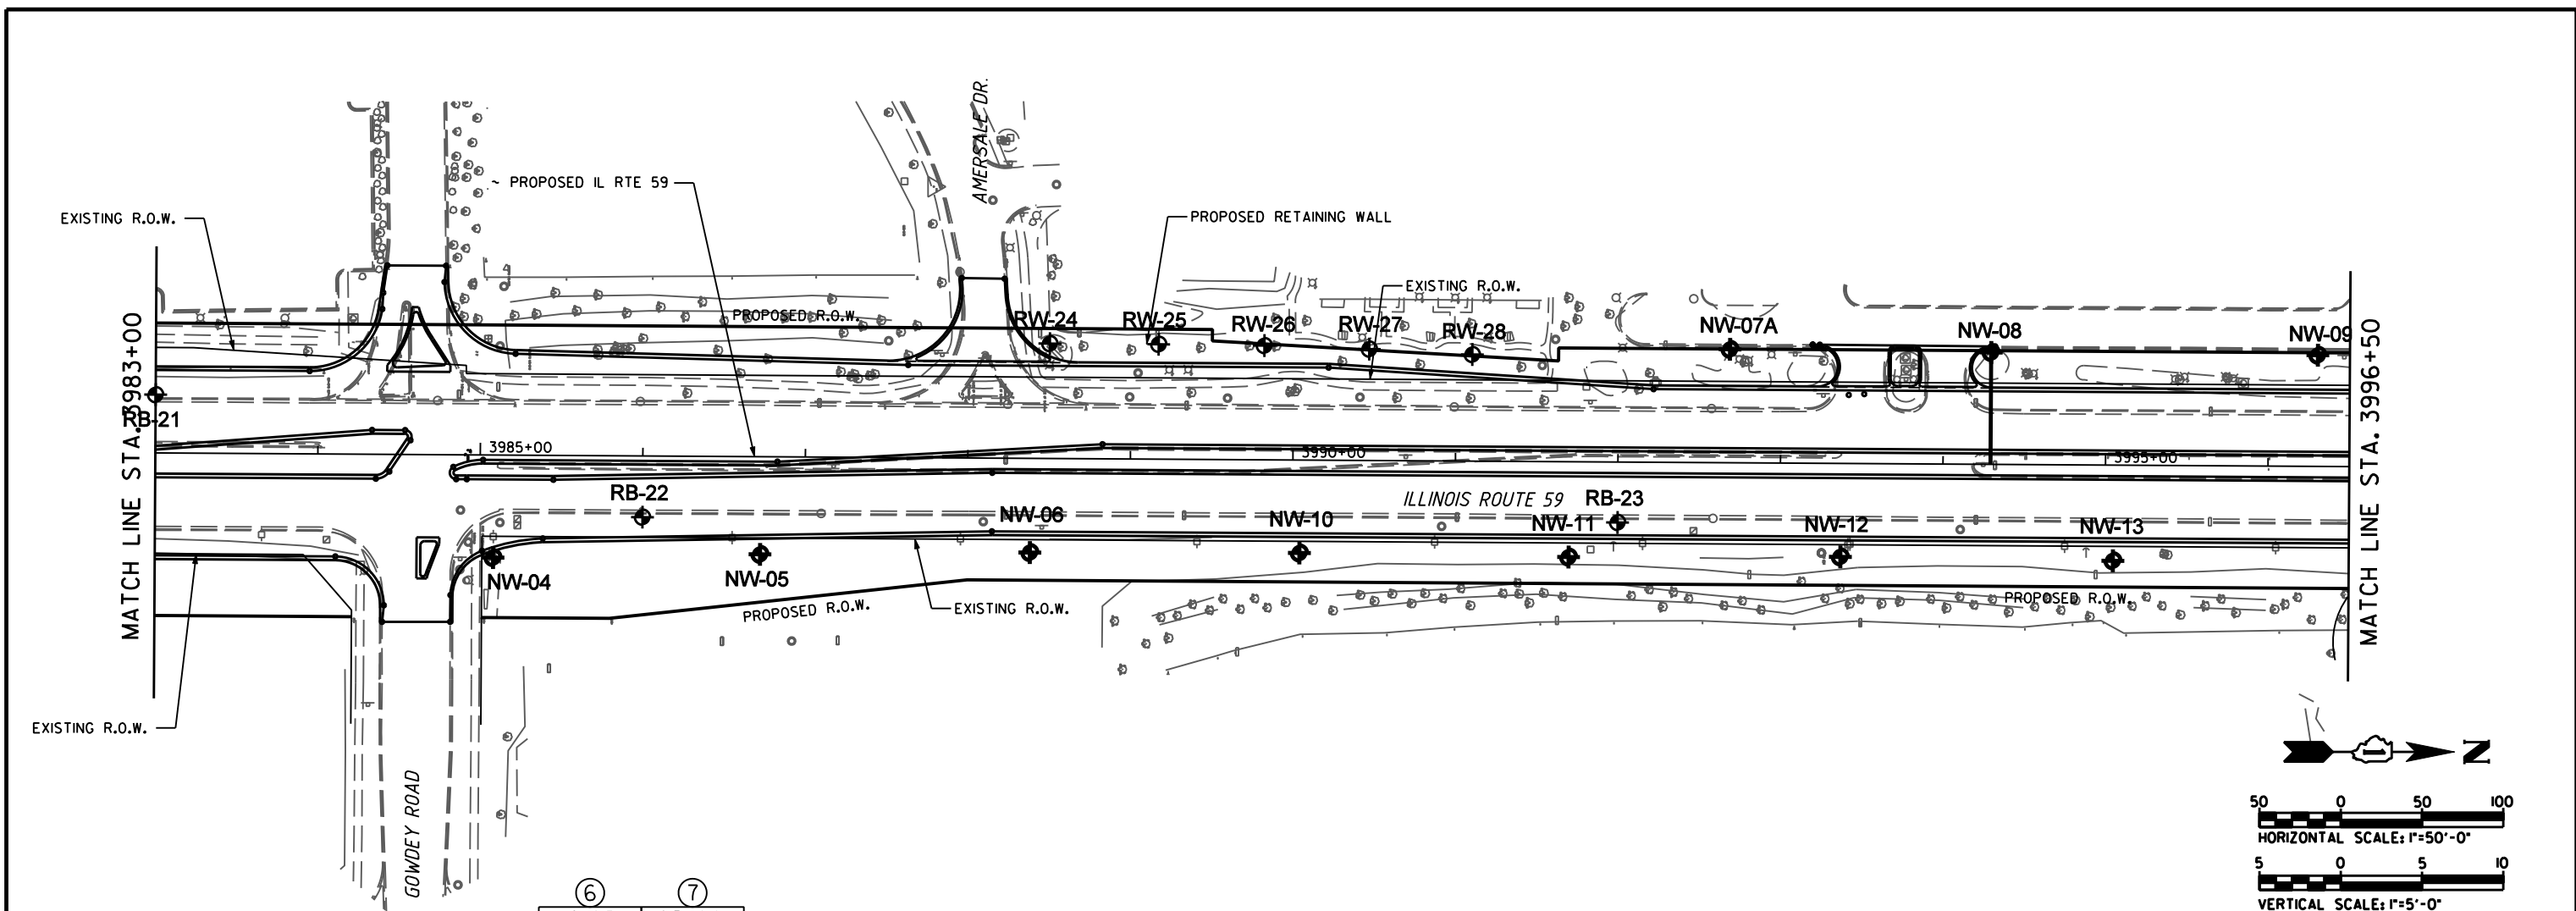 AMERSALE DR.
~ PROPOSED IL RTE 59
EXISTING R.O.W.
PROPOSED RETAINING WALL
EXISTING R.O.W.
PROPOSED R.O.W.
RW-24
RW-25
RW-26
RW-27
RW-28
NW-07A
NW-08
NW-09
MATCH LINE STA. 3983+00
RB-21
MATCH LINE STA. 3996+50
3985+00
3990+00
3995+00
RB-22
ILLINOIS ROUTE 59
RB-23
NW-06
NW-10
NW-11
NW-12
NW-13
NW-04
NW-05
PROPOSED R.O.W.
EXISTING R.O.W.
PROPOSED R.O.W.
EXISTING R.O.W.
GOWDEY ROAD
N
50 0 50 100
HORIZONTAL SCALE: 1"=50'-0"
5 0 5 10
VERTICAL SCALE: 1"=5'-0"
6 7